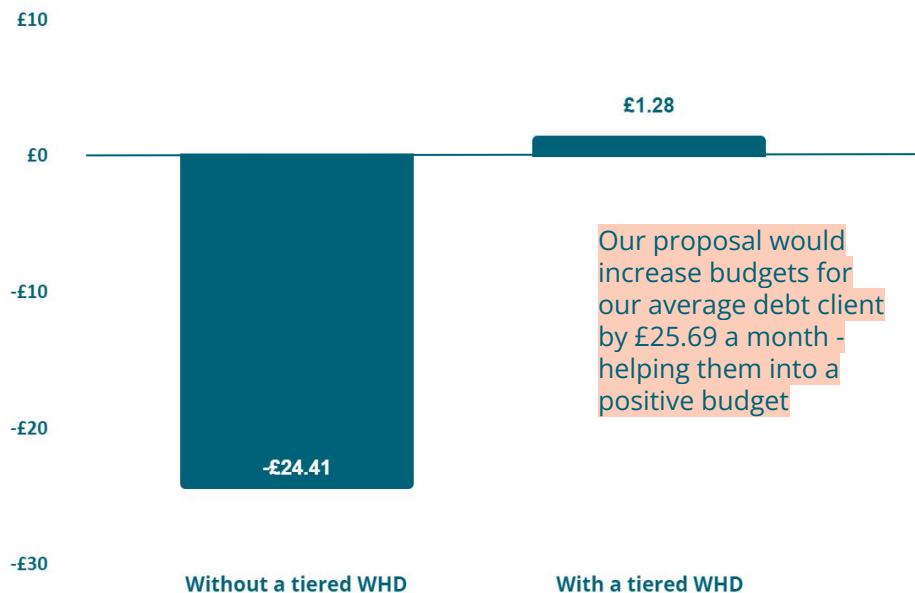 £10
£1.28
£0
Our proposal would
increase budgets for
our average debt client
by £25.69 a month -
helping them into a
positive budget
-£10
-£20
-£24.41
-£30
Without a tiered WHD
With a tiered WHD